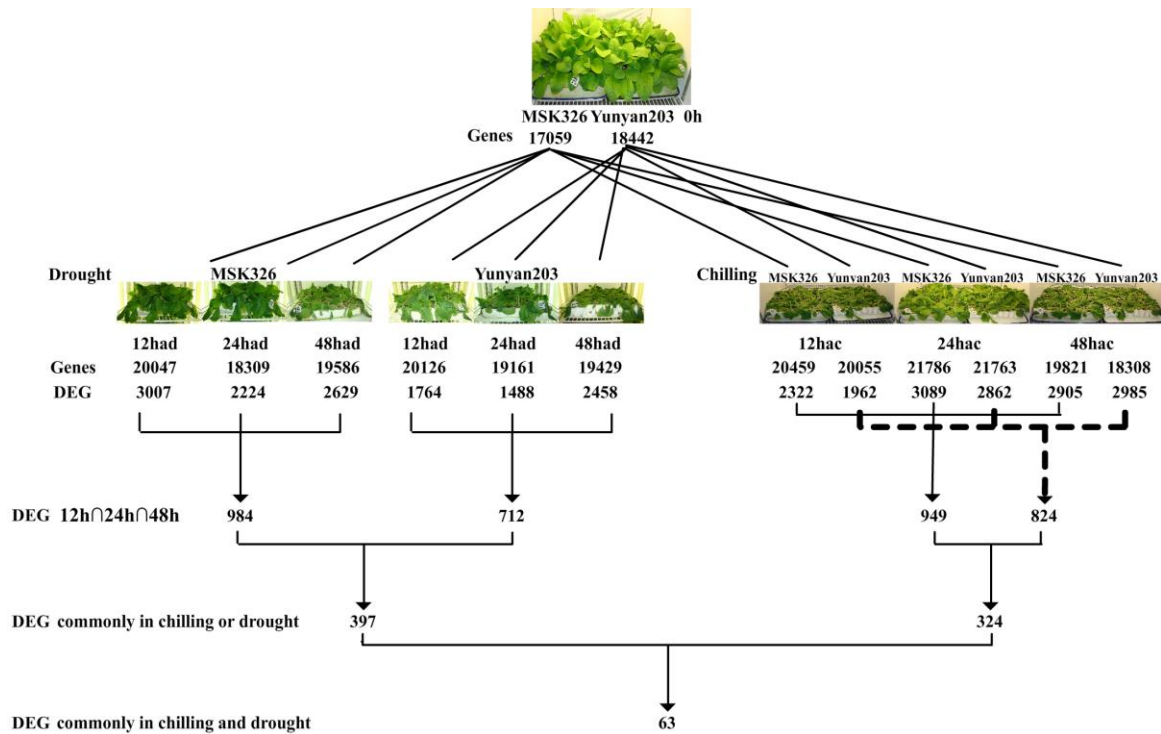 MSK326 Yunyan203 0h
Genes 17059 18442
Drought MSK326 Yunyan203 Chilling MSK326 Yunyan203 MSK326 Yunyan203 MSK326 Yunyan203
12had 24had 48had 12had 24had 48had 12hac 24hac 48hac
Genes 20047 18309 19586 20126 19161 19429 20459 20055 21786 21763 19821 18308
DEG 3007 2224 2629 1764 1488 2458 2322 1962 3089 2862 2905 2985
DEG 12h∩24h∩48h 984 712 949 824
DEG commonly in chilling or drought 397 324
DEG commonly in chilling and drought 63